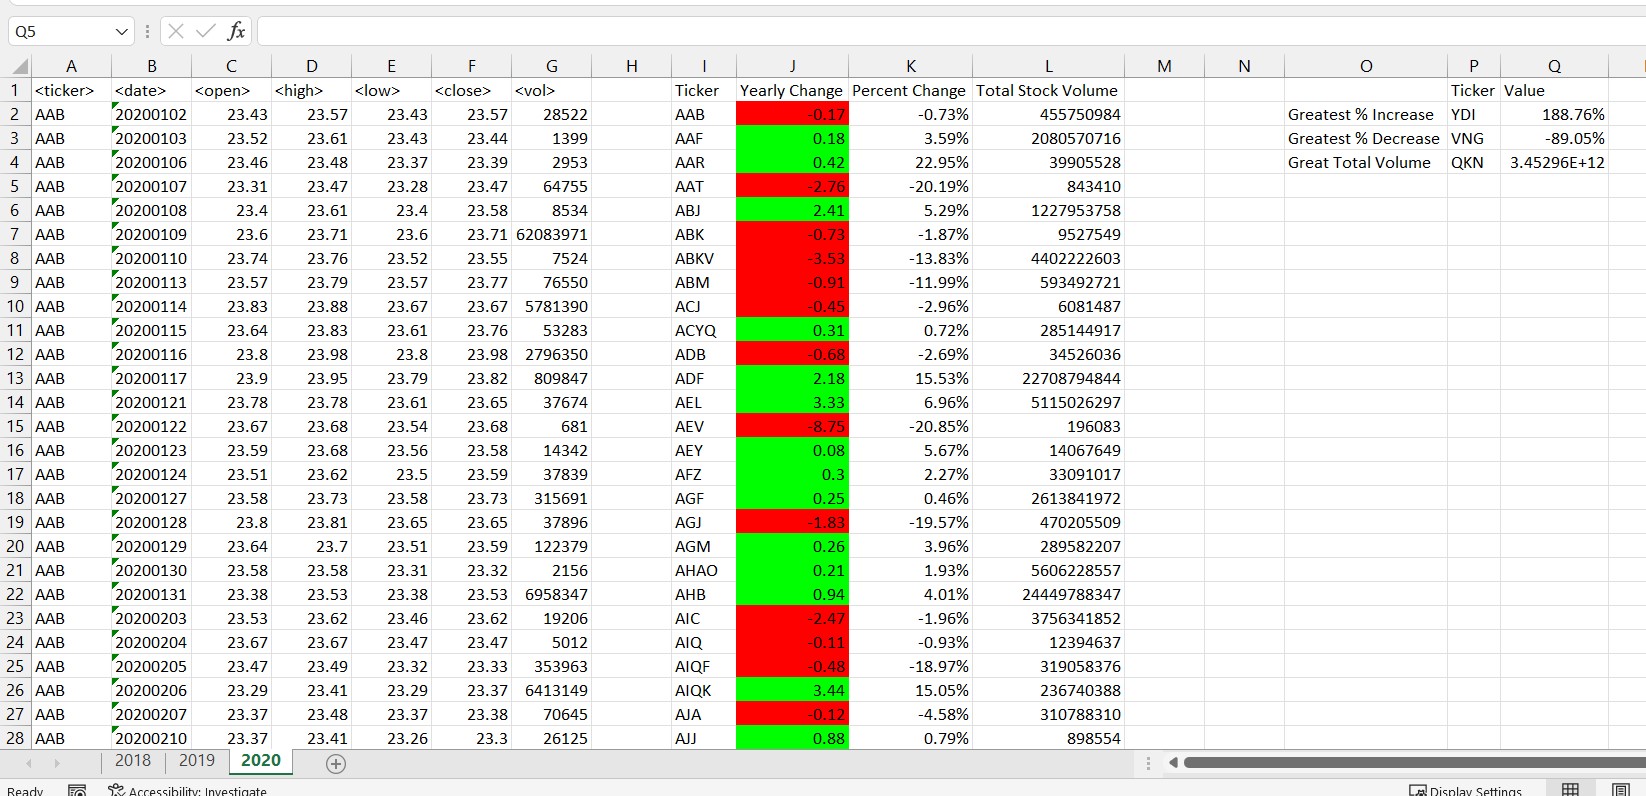 Q5 fx
A B C D E F G H I J K L M N O P Q
1 <ticker> <date> <open> <high> <low> <close> <vol> Ticker Yearly Change Percent Change Total Stock Volume Ticker Value
2 AAB 20200102 23.43 23.57 23.43 23.57 28522 AAB -0.17 -0.73% 455750984 Greatest % Increase YDI 188.76%
3 AAB 20200103 23.52 23.61 23.43 23.44 1399 AAF 0.18 3.59% 2080570716 Greatest % Decrease VNG -89.05%
4 AAB 20200106 23.46 23.48 23.37 23.39 2953 AAR 0.42 22.95% 39905528 Great Total Volume QKN 3.45296E+12
5 AAB 20200107 23.31 23.47 23.28 23.47 64755 AAT -2.76 -20.19% 843410
6 AAB 20200108 23.4 23.61 23.4 23.58 8534 ABJ 2.41 5.29% 1227953758
7 AAB 20200109 23.6 23.71 23.6 23.71 62083971 ABK -0.73 -1.87% 9527549
8 AAB 20200110 23.74 23.76 23.52 23.55 7524 ABKV -3.53 -13.83% 4402222603
9 AAB 20200113 23.57 23.79 23.57 23.77 76550 ABM -0.91 -11.99% 593492721
10 AAB 20200114 23.83 23.88 23.67 23.67 5781390 ACJ -0.45 -2.96% 6081487
11 AAB 20200115 23.64 23.83 23.61 23.76 53283 ACYQ 0.31 0.72% 285144917
12 AAB 20200116 23.8 23.98 23.8 23.98 2796350 ADB -0.68 -2.69% 34526036
13 AAB 20200117 23.9 23.95 23.79 23.82 809847 ADF 2.18 15.53% 22708794844
14 AAB 20200121 23.78 23.78 23.61 23.65 37674 AEL 3.33 6.96% 5115026297
15 AAB 20200122 23.67 23.68 23.54 23.68 681 AEV -8.75 -20.85% 196083
16 AAB 20200123 23.59 23.68 23.56 23.58 14342 AEY 0.08 5.67% 14067649
17 AAB 20200124 23.51 23.62 23.5 23.59 37839 AFZ 0.3 2.27% 33091017
18 AAB 20200127 23.58 23.73 23.58 23.73 315691 AGF 0.25 0.46% 2613841972
19 AAB 20200128 23.8 23.81 23.65 23.65 37896 AGJ -1.83 -19.57% 470205509
20 AAB 20200129 23.64 23.7 23.51 23.59 122379 AGM 0.26 3.96% 289582207
21 AAB 20200130 23.58 23.58 23.31 23.32 2156 AHAO 0.21 1.93% 5606228557
22 AAB 20200131 23.38 23.53 23.38 23.53 6958347 AHB 0.94 4.01% 24449788347
23 AAB 20200203 23.53 23.62 23.46 23.62 19206 AIC -2.47 -1.96% 3756341852
24 AAB 20200204 23.67 23.67 23.47 23.47 5012 AIQ -0.11 -0.93% 12394637
25 AAB 20200205 23.47 23.49 23.32 23.33 353963 AIQF -0.48 -18.97% 319058376
26 AAB 20200206 23.29 23.41 23.29 23.37 6413149 AIQK 3.44 15.05% 236740388
27 AAB 20200207 23.37 23.48 23.37 23.38 70645 AJA -0.12 -4.58% 310788310
28 AAB 20200210 23.37 23.41 23.26 23.3 26125 AJJ 0.88 0.79% 898554
2018 2019 2020
Ready Accessibility: Investigate Display Settings